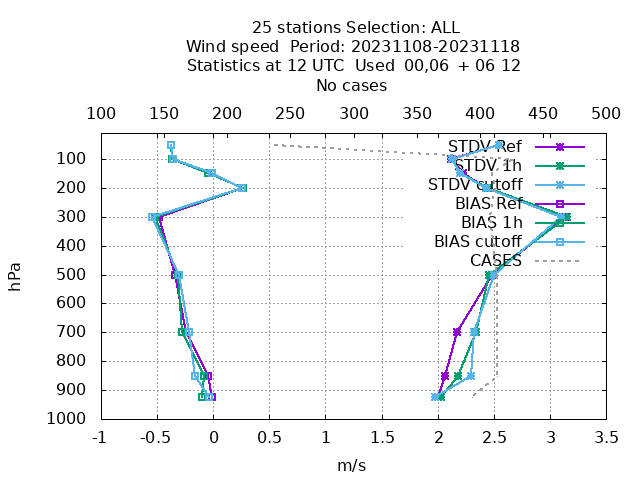 25 stations Selection: ALL
Wind speed  Period: 20231108-20231118
Statistics at 12 UTC  Used  00,06  + 06 12
No cases
100 150 200 250 300 350 400 450 500
STDV Ref
STDV 1h
STDV cutoff
BIAS Ref
BIAS 1h
BIAS cutoff
CASES
hPa
100
200
300
400
500
600
700
800
900
1000
-1 -0.5 0 0.5 1 1.5 2 2.5 3 3.5
m/s